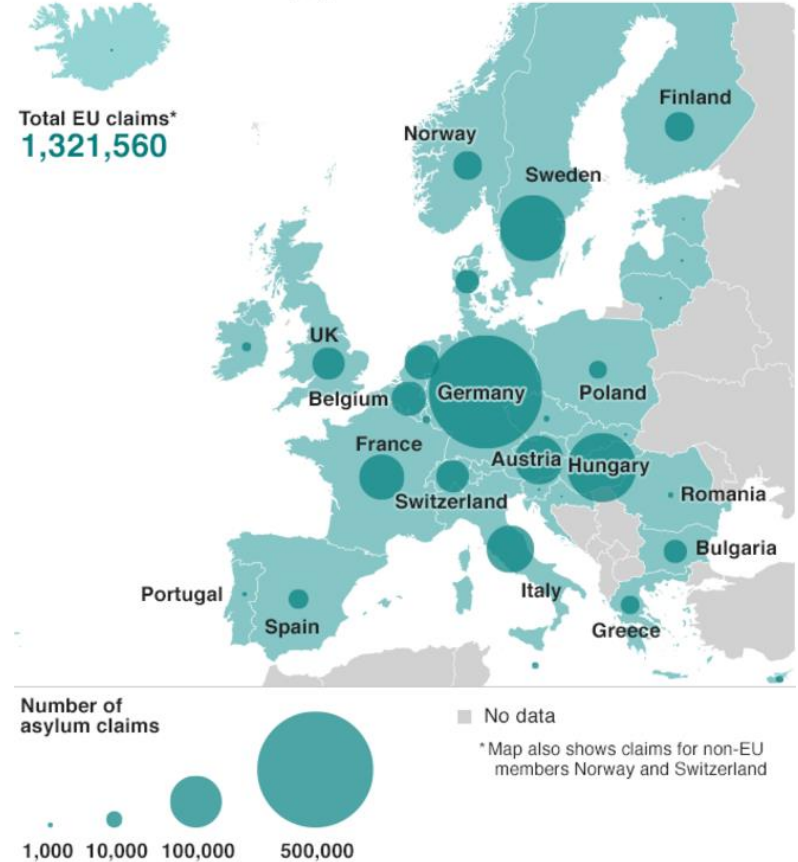 Total EU claims*
1,321,560
Finland
Norway
Sweden
UK
Belgium
Germany
Poland
France
Austria
Hungary
Switzerland
Romania
Bulgaria
Portugal
Italy
Spain
Greece
Number of
asylum claims
1,000 10,000 100,000 500,000
No data
*Map also shows claims for non-EU
members Norway and Switzerland